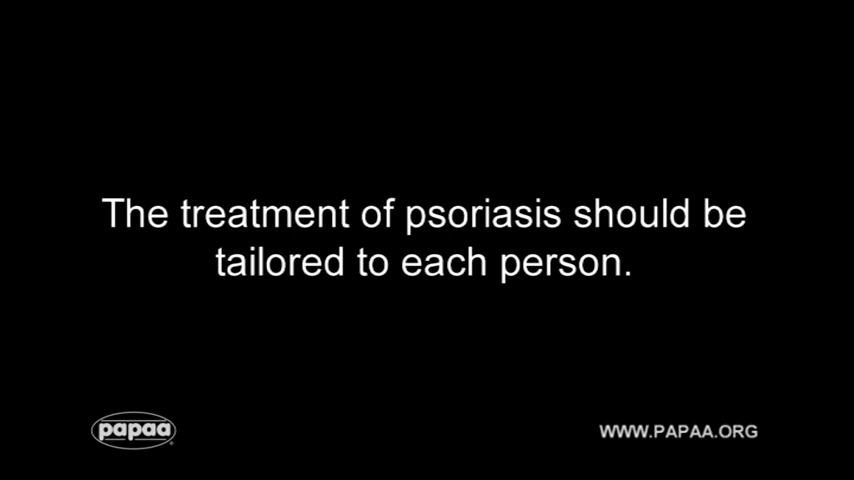 The treatment of psoriasis should be
tailored to each person.
papaa
WWW.PAPAA.ORG